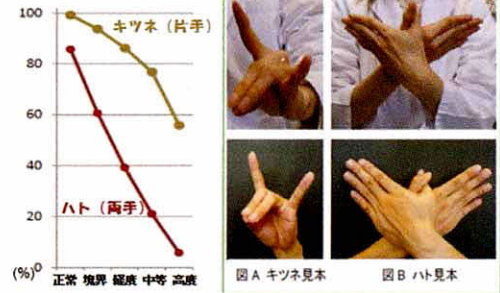 100
80
60
40
20
(%)0
キツネ（片手）
ハト（両手）
正常 境界 軽度 中等 高度
図A キツネ見本
図B ハト見本